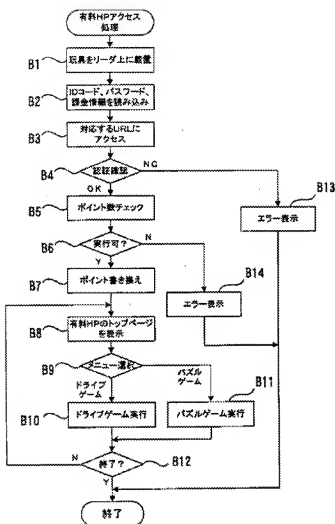 有料HPアクセス
処理
B1
玩具をリーダ上に載置
B2
IDコード、パスワード、
課金情報を読み込み
B3
対応するURLに
アクセス
B4
認証確認
NG
OK
B13
エラー表示
B5
ポイント数チェック
B6
実行可?
N
Y
B14
エラー表示
B7
ポイント書き換え
B8
有料HPのトップページ
を表示
B9
メニュー選択
ドライブ
ゲーム
パズル
ゲーム
B10
ドライブゲーム実行
B11
パズルゲーム実行
N
終了?
B12
Y
終了